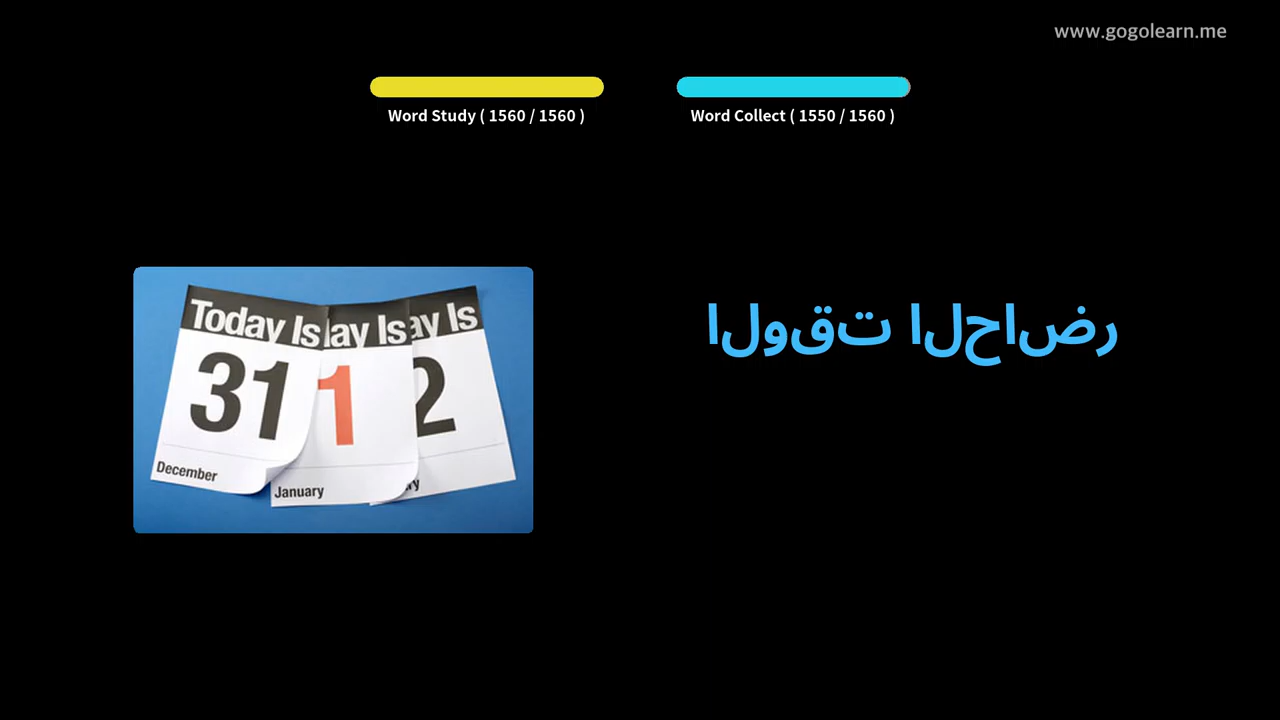 www.gogolearn.me
Word Study ( 1560 / 1560 )
Word Collect ( 1550 / 1560 )
الوقت الحاضر
Today Is
ay Is
ay Is
31
1
2
December
January
ry